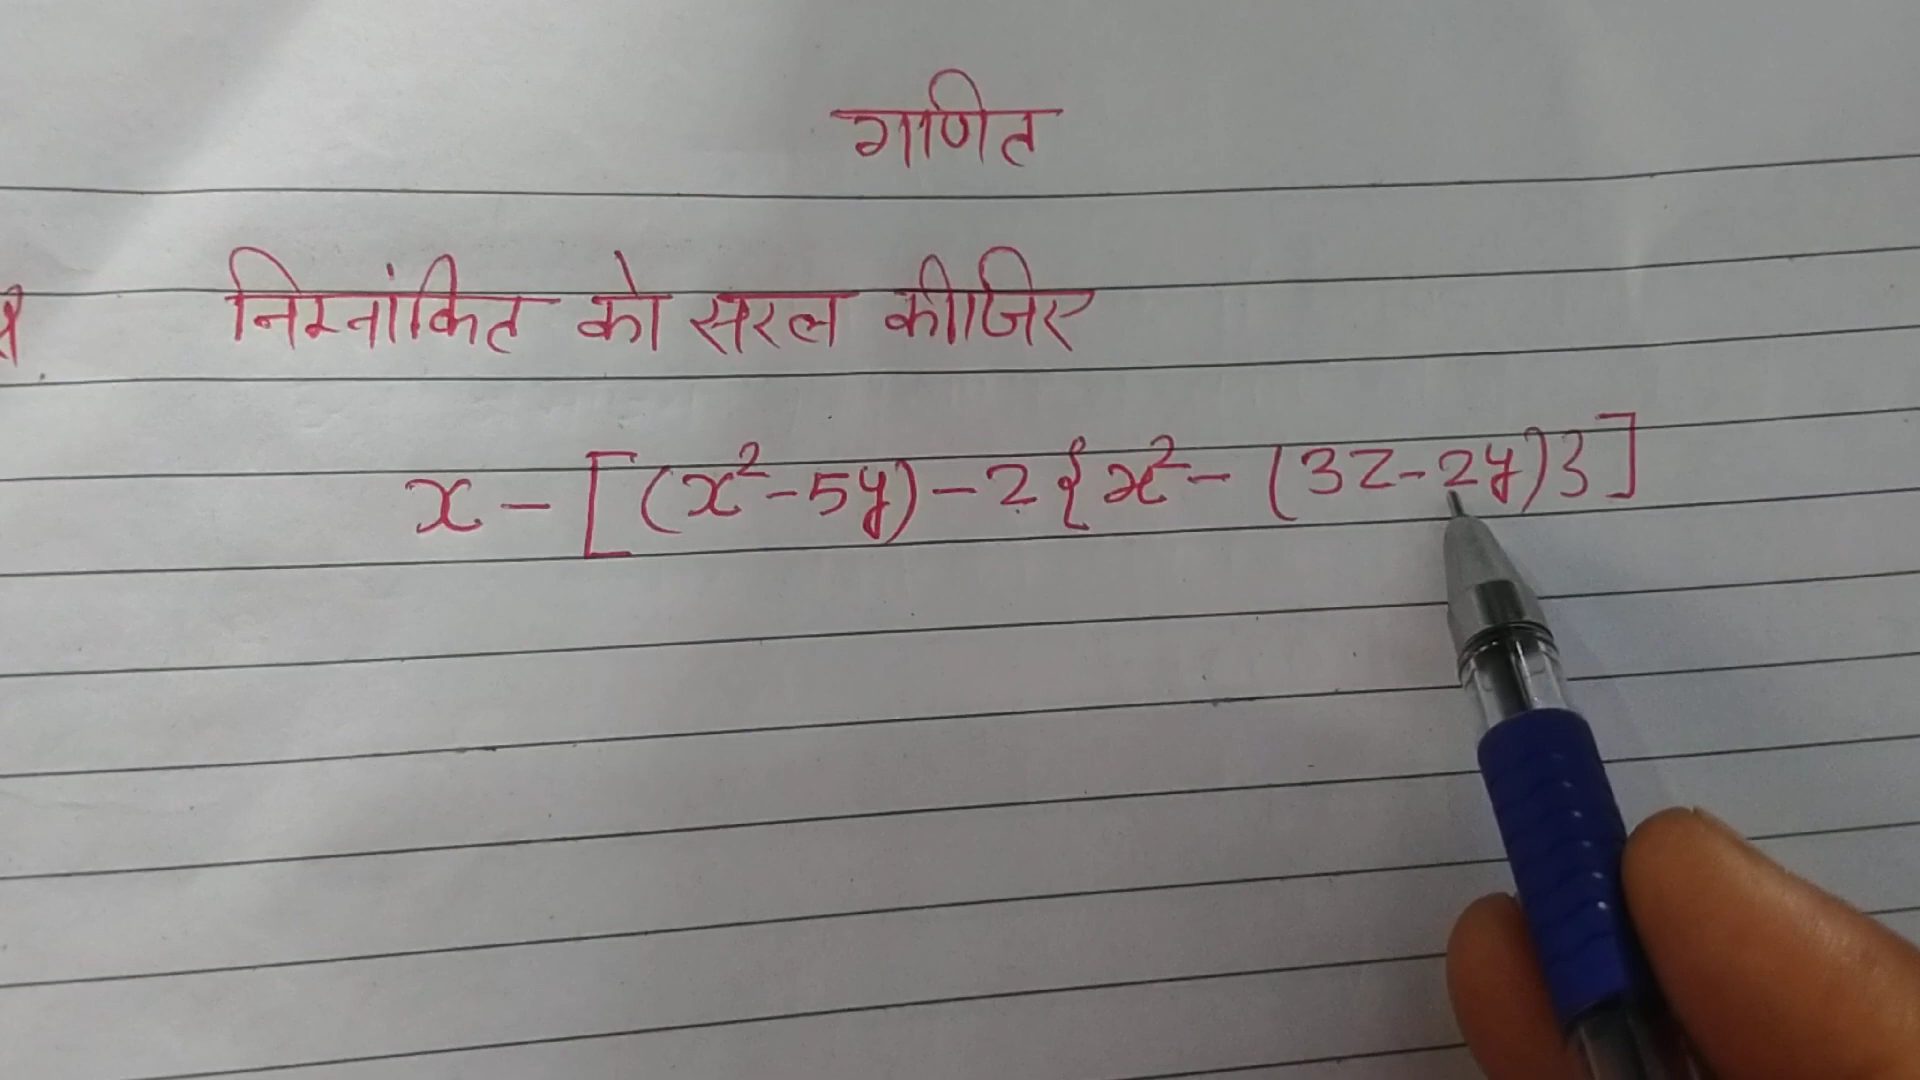 गणित
निम्नांकित को सरल कीजिए
x - [(x² - 5y) - 2{x² - (3z - 2y)}]